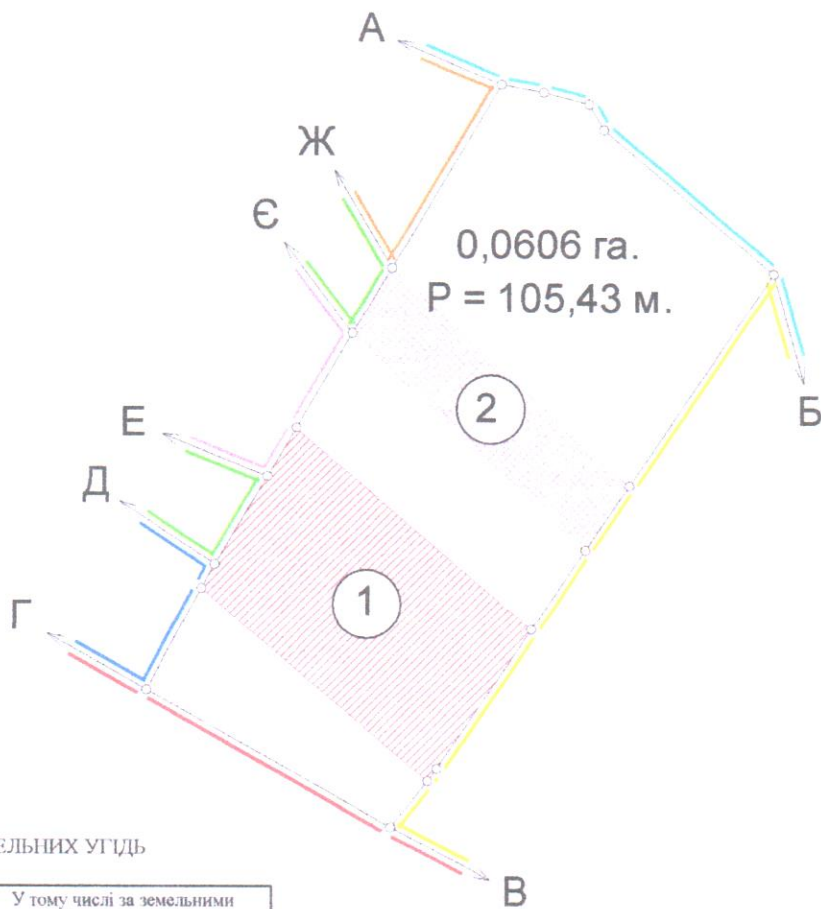 А
Ж
Є
0,0606 га.
P = 105,43 м.
2
Б
Е
Д
1
Г
ЕЛЬНИХ УГІДЬ
У тому числі за земельними
В